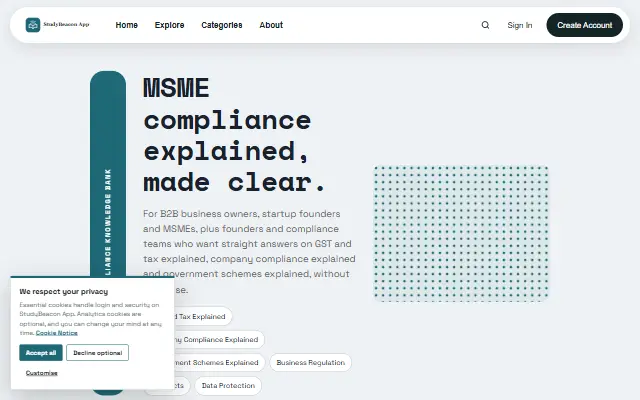 StudyBeacon App
Home
Explore
Categories
About
Sign In
Create Account
LIANCE KNOWLEDGE BANK
MSME
compliance
explained,
made clear.
For B2B business owners, startup founders
and MSMEs, plus founders and compliance
teams who want straight answers on GST and
tax explained, company compliance explained
and government schemes explained, without
se.
d Tax Explained
ny Compliance Explained
ment Schemes Explained
Business Regulation
cts
Data Protection
We respect your privacy
Essential cookies handle login and security on
StudyBeacon App. Analytics cookies are
optional, and you can change your mind at any
time. Cookie Notice
Accept all
Decline optional
Customise